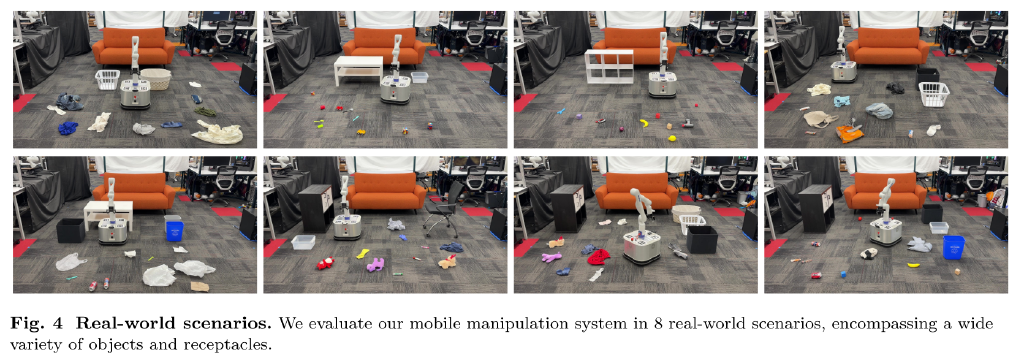 Fig. 4 Real-world scenarios. We evaluate our mobile manipulation system in 8 real-world scenarios, encompassing a wide
variety of objects and receptacles.